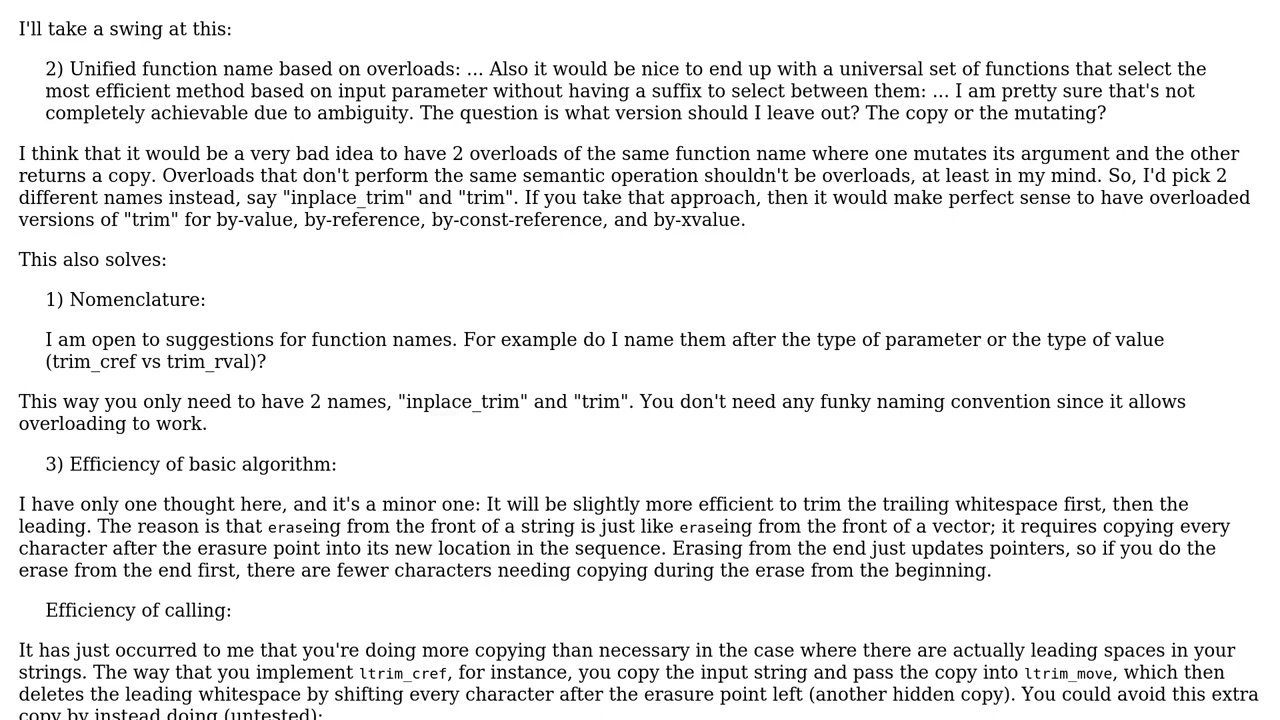 I'll take a swing at this:
2) Unified function name based on overloads: ... Also it would be nice to end up with a universal set of functions that select the
most efficient method based on input parameter without having a suffix to select between them: ... I am pretty sure that's not
completely achievable due to ambiguity. The question is what version should I leave out? The copy or the mutating?
I think that it would be a very bad idea to have 2 overloads of the same function name where one mutates its argument and the other
returns a copy. Overloads that don't perform the same semantic operation shouldn't be overloads, at least in my mind. So, I'd pick 2
different names instead, say "inplace_trim" and "trim". If you take that approach, then it would make perfect sense to have overloaded
versions of "trim" for by-value, by-reference, by-const-reference, and by-xvalue.
This also solves:
1) Nomenclature:
I am open to suggestions for function names. For example do I name them after the type of parameter or the type of value
(trim_cref vs trim_rval)?
This way you only need to have 2 names, "inplace_trim" and "trim". You don't need any funky naming convention since it allows
overloading to work.
3) Efficiency of basic algorithm:
I have only one thought here, and it's a minor one: It will be slightly more efficient to trim the trailing whitespace first, then the
leading. The reason is that eraseing from the front of a string is just like eraseing from the front of a vector; it requires copying every
character after the erasure point into its new location in the sequence. Erasing from the end just updates pointers, so if you do the
erase from the end first, there are fewer characters needing copying during the erase from the beginning.
Efficiency of calling:
It has just occurred to me that you're doing more copying than necessary in the case where there are actually leading spaces in your
strings. The way that you implement ltrim_cref, for instance, you copy the input string and pass the copy into ltrim_move, which then
deletes the leading whitespace by shifting every character after the erasure point left (another hidden copy). You could avoid this extra
copy by instead doing (untested):